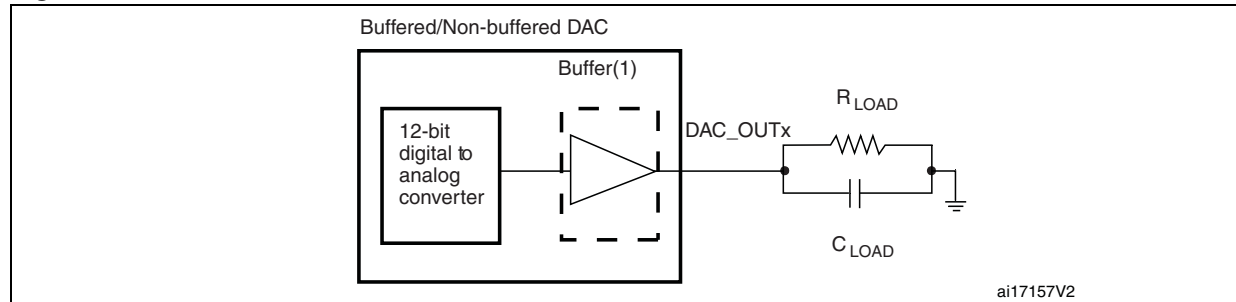 Buffered/Non-buffered DAC
Buffer(1)
12-bit
digital to
analog
converter
DAC_OUTx
R LOAD
C LOAD
ai17157V2